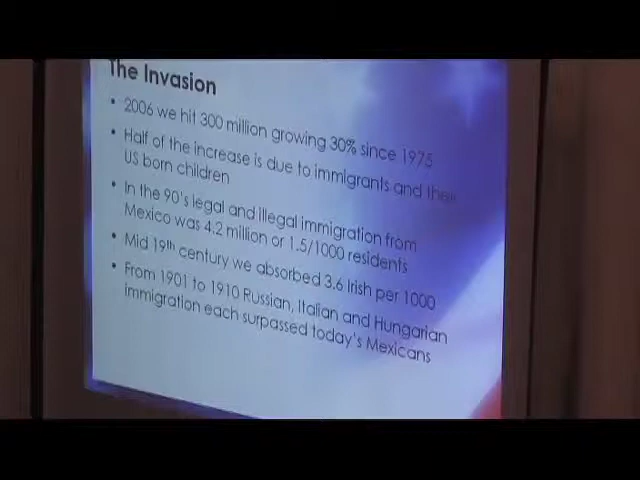 The Invasion
• 2006 we hit 300 million growing 30% since 1975
• Half of the increase is due to immigrants and their
US born children
• In the 90's legal and illegal immigration from
Mexico was 4.2 million or 1.5/1000 residents
• Mid 19th century we absorbed 3.6 Irish per 1000
• From 1901 to 1910 Russian, Italian and Hungarian
immigration each surpassed today's Mexicans